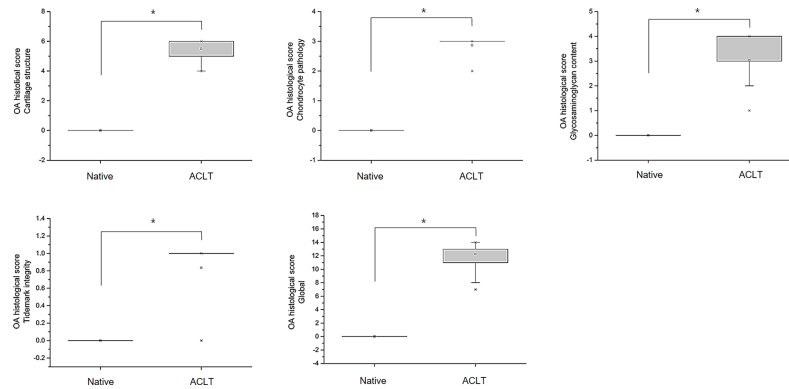 *
8
6
4
2
0
-2
OA histolical score
Cartilage structure
Native
ACLT
*
4
3
2
1
0
-1
OA histological score
Chondrocyte pathology
Native
ACLT
*
5
4
3
2
1
0
-1
OA histological score
Glycosaminoglycan content
Native
ACLT
*
1.4
1.2
1.0
0.8
0.6
0.4
0.2
0.0
-0.2
OA histological score
Tidemark integrity
Native
ACLT
*
18
16
14
12
10
8
6
4
2
0
-2
-4
OA histological score
Global
Native
ACLT